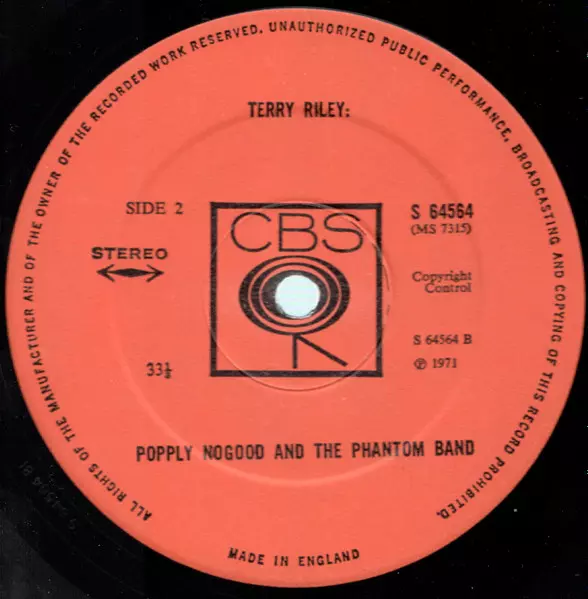 ALL RIGHTS OF THE MANUFACTURER AND OF THE OWNER OF THE RECORDED WORK RESERVED. UNAUTHORIZED PUBLIC PERFORMANCE, BROADCASTING AND COPYING OF THIS RECORD PROHIBITED.
TERRY RILEY:
SIDE 2
CBS
S 64564
(MS 7315)
STEREO
Copyright
Control
S 64564 B
33⅓
℗ 1971
POPPLY NOGOOD AND THE PHANTOM BAND
MADE IN ENGLAND